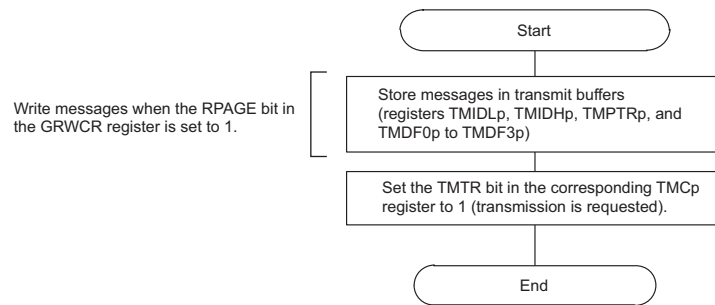 Start
Write messages when the RPAGE bit in
the GRWCR register is set to 1.
Store messages in transmit buffers
(registers TMIDLp, TMIDHp, TMPTRp, and
TMDF0p to TMDF3p)
Set the TMTR bit in the corresponding TMCp
register to 1 (transmission is requested).
End